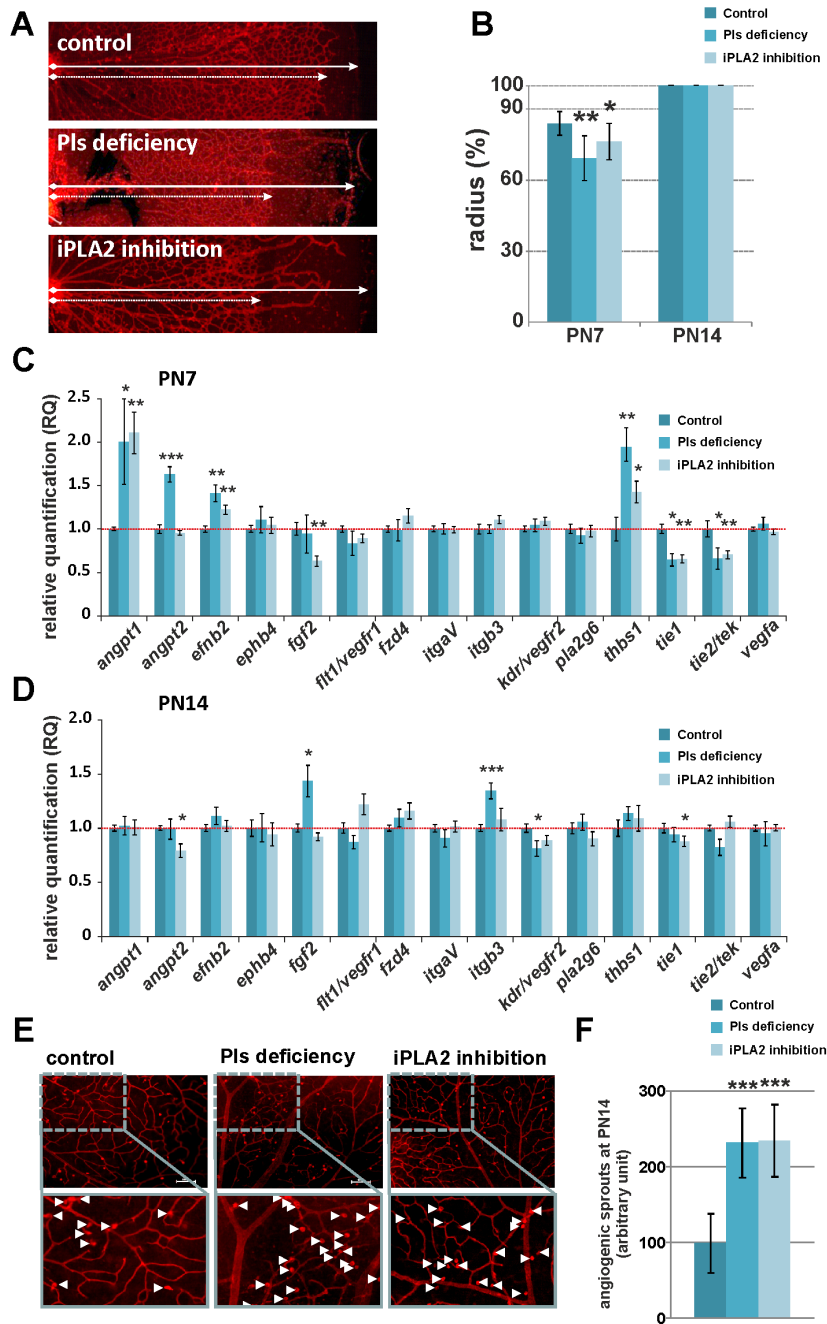 A
control
Pls deficiency
iPLA2 inhibition
B
Control
Pls deficiency
iPLA2 inhibition
radius (%)
100
90
60
30
0
** *
PN7 PN14
C
PN7
Control
Pls deficiency
iPLA2 inhibition
relative quantification (RQ)
2.5
2.0
1.5
1.0
0.5
0
* ** *** ** ** ** ** * * ** * **
angpt1 angpt2 efnb2 ephb4 fgf2 flt1/vegfr1 fzd4 itgaV itgb3 kdr/vegfr2 pla2g6 thbs1 tie1 tie2/tek vegfa
D
PN14
Control
Pls deficiency
iPLA2 inhibition
relative quantification (RQ)
2.0
1.5
1.0
0.5
0
* * *** * *
angpt1 angpt2 efnb2 ephb4 fgf2 flt1/vegfr1 fzd4 itgaV itgb3 kdr/vegfr2 pla2g6 thbs1 tie1 tie2/tek vegfa
E
control Pls deficiency iPLA2 inhibition
F
Control
Pls deficiency
iPLA2 inhibition
angiogenic sprouts at PN14
(arbitrary unit)
300
200
100
0
*** ***